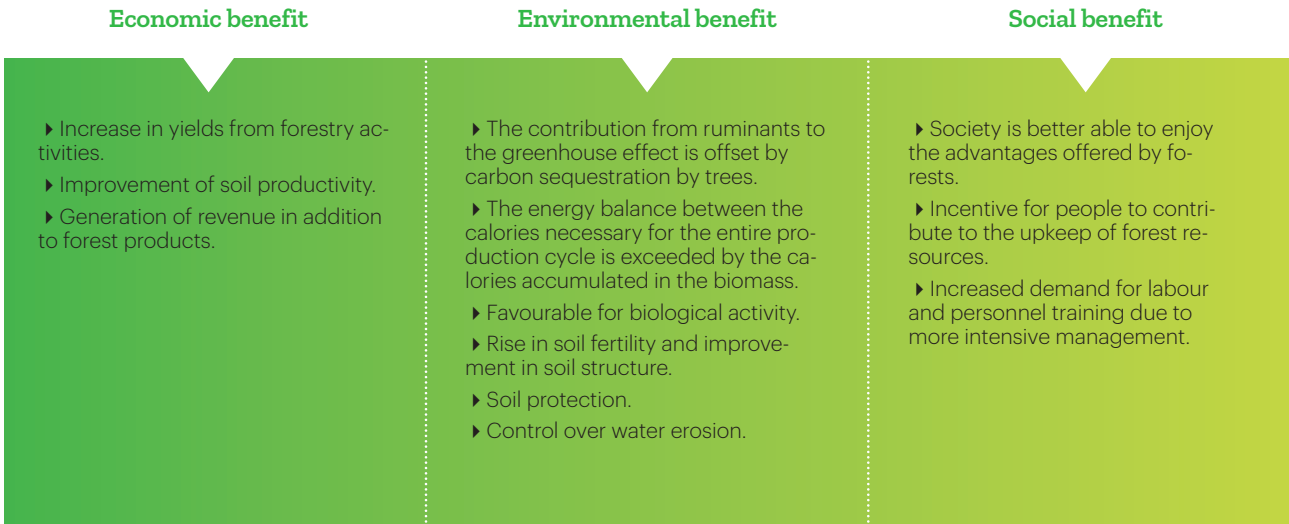 Economic benefit
▸ Increase in yields from forestry ac-
tivities.
▸ Improvement of soil productivity.
▸ Generation of revenue in addition
to forest products.
Environmental benefit
▸ The contribution from ruminants to
the greenhouse effect is offset by
carbon sequestration by trees.
▸ The energy balance between the
calories necessary for the entire pro-
duction cycle is exceeded by the ca-
lories accumulated in the biomass.
▸ Favourable for biological activity.
▸ Rise in soil fertility and improve-
ment in soil structure.
▸ Soil protection.
▸ Control over water erosion.
Social benefit
▸ Society is better able to enjoy
the advantages offered by fo-
rests.
▸ Incentive for people to contri-
bute to the upkeep of forest re-
sources.
▸ Increased demand for labour
and personnel training due to
more intensive management.